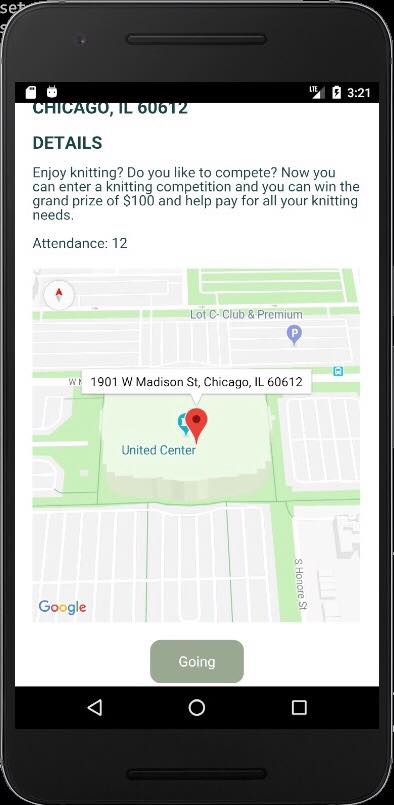 set
s
3:21
LTE
CHICAGO, IL 60612
DETAILS
Enjoy knitting? Do you like to compete? Now you
can enter a knitting competition and you can win the
grand prize of $100 and help pay for all your knitting
needs.
Attendance: 12
Lot C- Club & Premium
P
W
1901 W Madison St, Chicago, IL 60612
United Center
S Honore St
Google
Going